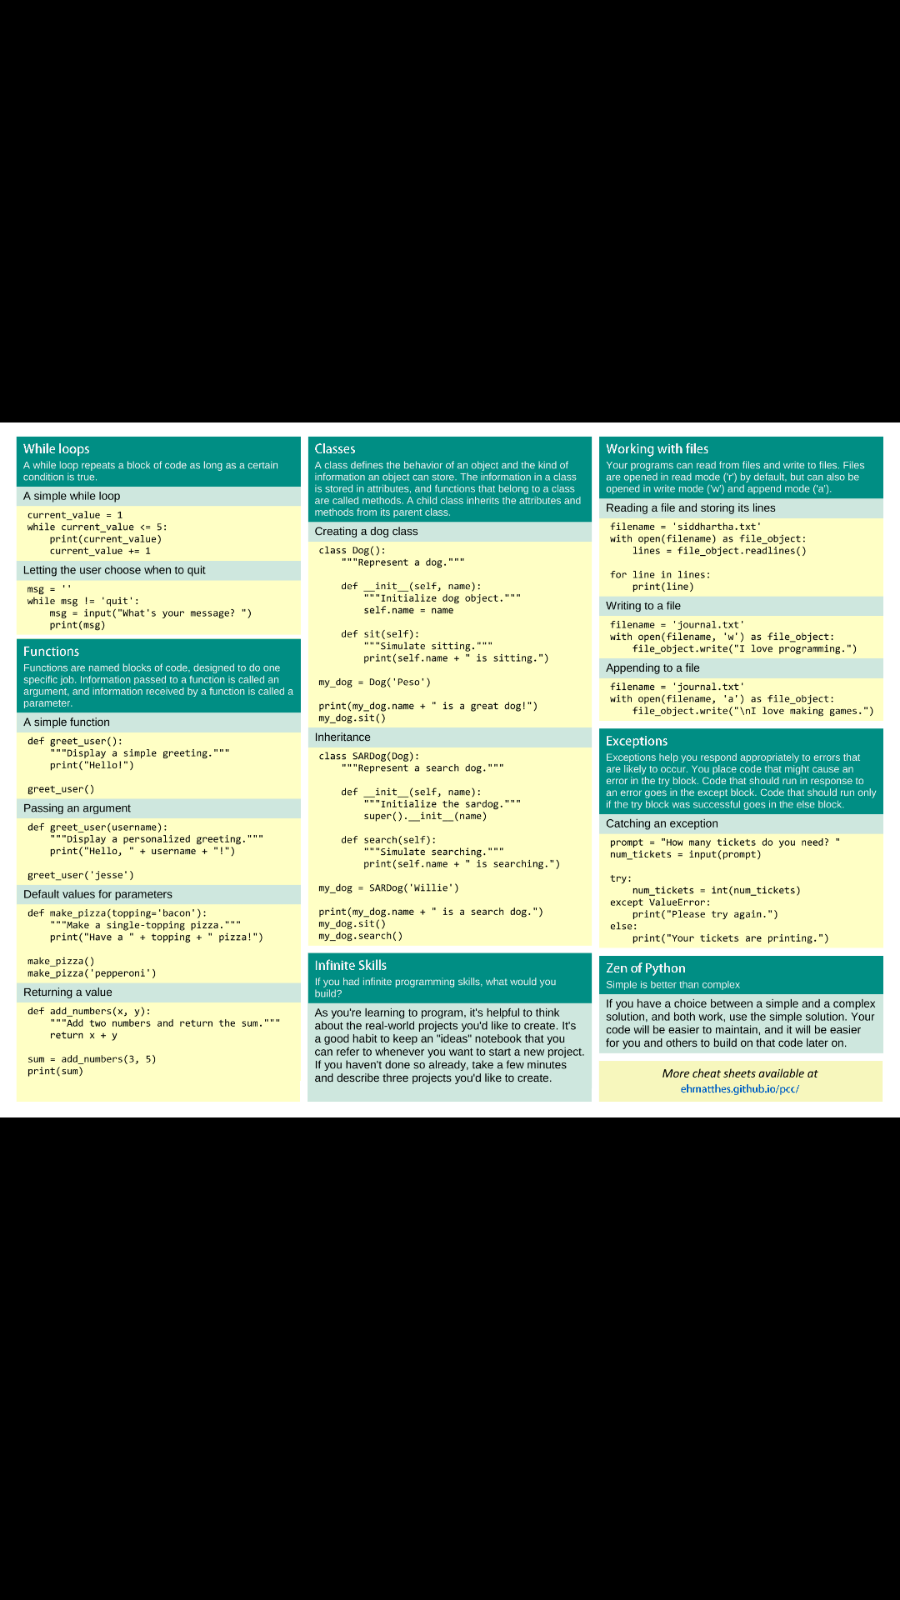 While loops
A while loop repeats a block of code as long as a certain
condition is true.
A simple while loop
current_value = 1
while current_value <= 5:
    print(current_value)
    current_value += 1
Letting the user choose when to quit
msg = ''
while msg != 'quit':
    msg = input("What's your message? ")
    print(msg)
Functions
Functions are named blocks of code, designed to do one
specific job. Information passed to a function is called an
argument, and information received by a function is called a
parameter.
A simple function
def greet_user():
    """Display a simple greeting."""
    print("Hello!")

greet_user()
Passing an argument
def greet_user(username):
    """Display a personalized greeting."""
    print("Hello, " + username + "!")

greet_user('jesse')
Default values for parameters
def make_pizza(topping='bacon'):
    """Make a single-topping pizza."""
    print("Have a " + topping + " pizza!")

make_pizza()
make_pizza('pepperoni')
Returning a value
def add_numbers(x, y):
    """Add two numbers and return the sum."""
    return x + y

sum = add_numbers(3, 5)
print(sum)
Classes
A class defines the behavior of an object and the kind of
information an object can store. The information in a class
is stored in attributes, and functions that belong to a class
are called methods. A child class inherits the attributes and
methods from its parent class.
Creating a dog class
class Dog():
    """Represent a dog."""

    def __init__(self, name):
        """Initialize dog object."""
        self.name = name

    def sit(self):
        """Simulate sitting."""
        print(self.name + " is sitting.")

my_dog = Dog('Peso')

print(my_dog.name + " is a great dog!")
my_dog.sit()
Inheritance
class SARDog(Dog):
    """Represent a search dog."""

    def __init__(self, name):
        """Initialize the sardog."""
        super().__init__(name)

    def search(self):
        """Simulate searching."""
        print(self.name + " is searching.")

my_dog = SARDog('Willie')

print(my_dog.name + " is a search dog.")
my_dog.sit()
my_dog.search()
Infinite Skills
If you had infinite programming skills, what would you
build?
As you're learning to program, it's helpful to think
about the real-world projects you'd like to create. It's
a good habit to keep an "ideas" notebook that you
can refer to whenever you want to start a new project.
If you haven't done so already, take a few minutes
and describe three projects you'd like to create.
Working with files
Your programs can read from files and write to files. Files
are opened in read mode ('r') by default, but can also be
opened in write mode ('w') and append mode ('a').
Reading a file and storing its lines
filename = 'siddhartha.txt'
with open(filename) as file_object:
    lines = file_object.readlines()

for line in lines:
    print(line)
Writing to a file
filename = 'journal.txt'
with open(filename, 'w') as file_object:
    file_object.write("I love programming.")
Appending to a file
filename = 'journal.txt'
with open(filename, 'a') as file_object:
    file_object.write("\nI love making games.")
Exceptions
Exceptions help you respond appropriately to errors that
are likely to occur. You place code that might cause an
error in the try block. Code that should run in response to
an error goes in the except block. Code that should run only
if the try block was successful goes in the else block.
Catching an exception
prompt = "How many tickets do you need? "
num_tickets = input(prompt)

try:
    num_tickets = int(num_tickets)
except ValueError:
    print("Please try again.")
else:
    print("Your tickets are printing.")
Zen of Python
Simple is better than complex
If you have a choice between a simple and a complex
solution, and both work, use the simple solution. Your
code will be easier to maintain, and it will be easier
for you and others to build on that code later on.
More cheat sheets available at
ehmatthes.github.io/pcc/